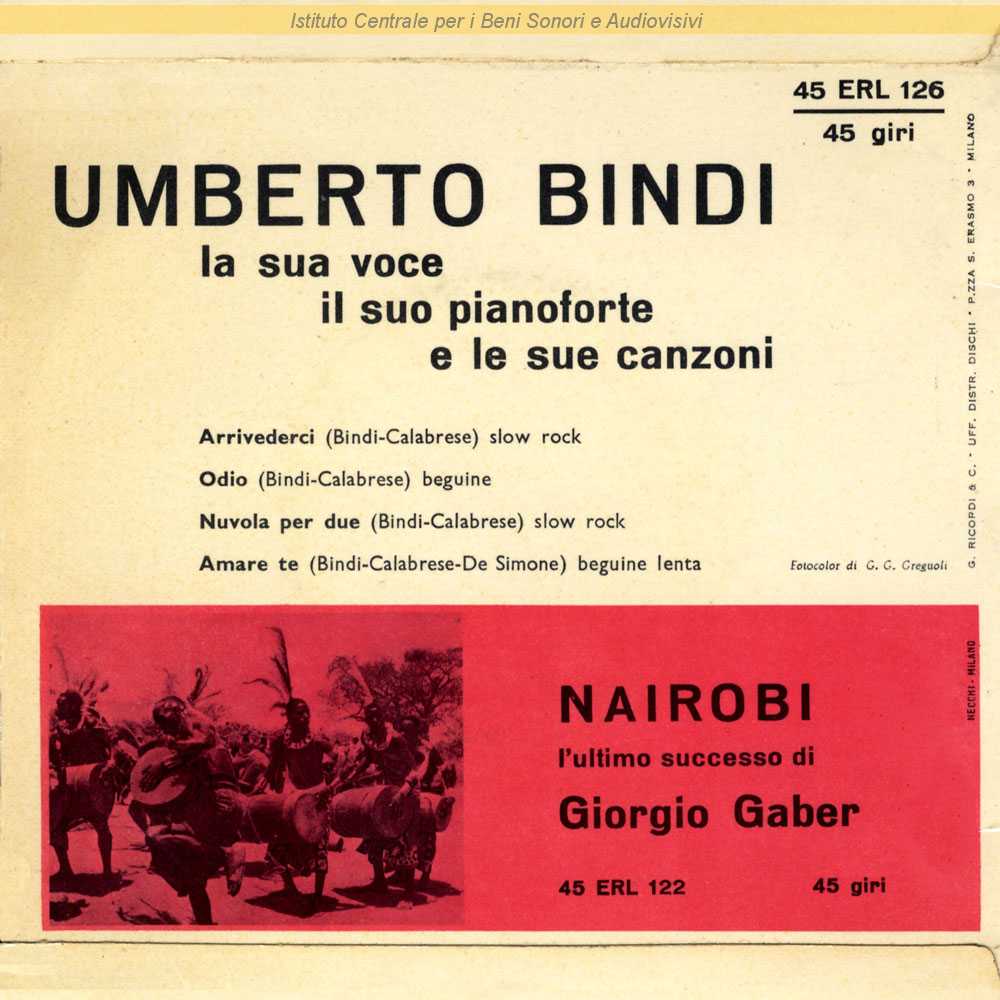 Istituto Centrale per i Beni Sonori e Audiovisivi
45 ERL 126
45 giri
UMBERTO BINDI
la sua voce
il suo pianoforte
e le sue canzoni
Arrivederci (Bindi-Calabrese) slow rock
Odio (Bindi-Calabrese) beguine
Nuvola per due (Bindi-Calabrese) slow rock
Amare te (Bindi-Calabrese-De Simone) beguine lenta
Fotocolor di G. G. Greguoli
G. RICORDI & C. • UFF. DISTR. DISCHI • P.ZZA S. ERASMO 3 • MILANO
NAIROBI
l'ultimo successo di
Giorgio Gaber
45 ERL 122 45 giri
NECCHI - MILANO